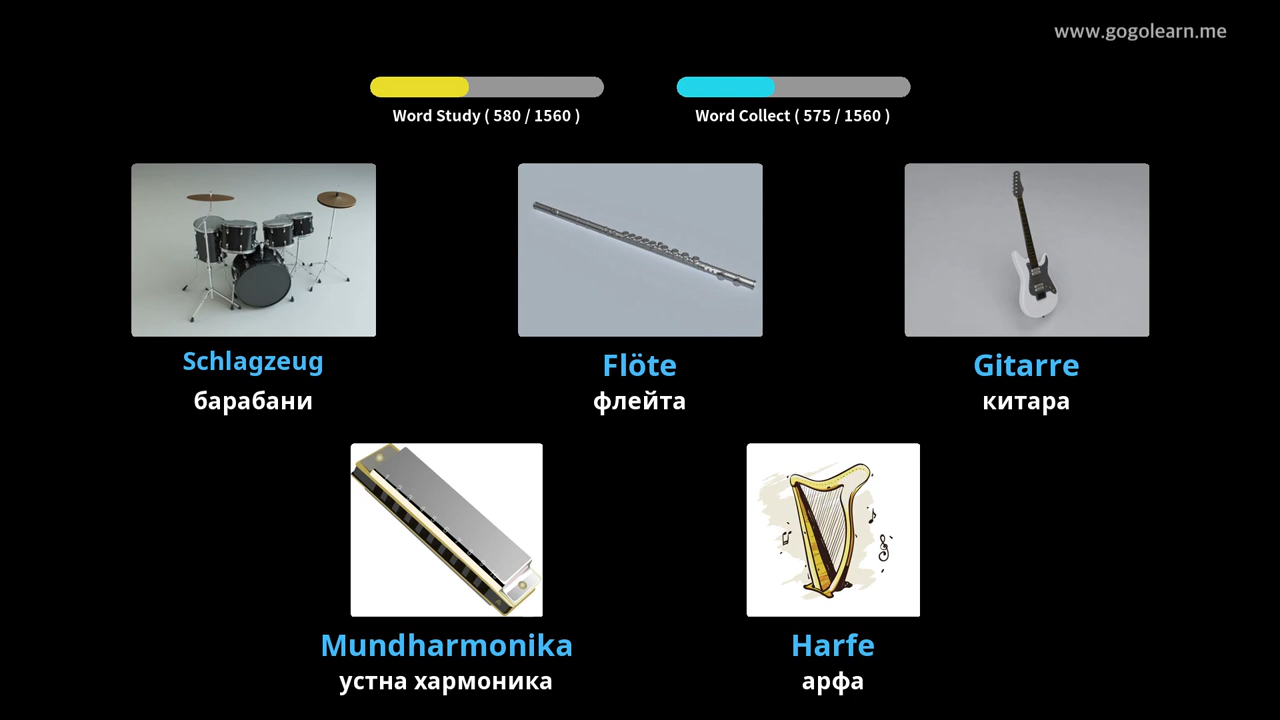 www.gogolearn.me
Word Study ( 580 / 1560 )
Word Collect ( 575 / 1560 )
Schlagzeug
барабани
Flöte
флейта
Gitarre
китара
Mundharmonika
устна хармоника
Harfe
арфа